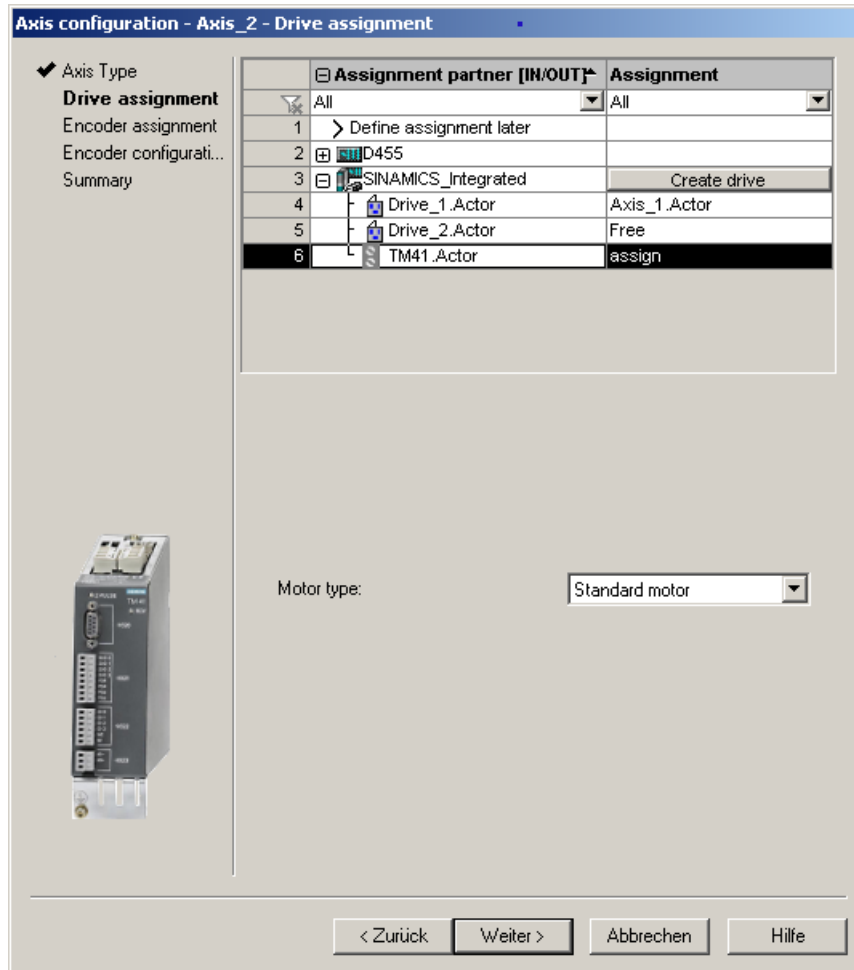 Axis configuration - Axis_2 - Drive assignment
Axis Type
Drive assignment
Encoder assignment
Encoder configurati...
Summary
Assignment partner [IN/OUT] Assignment
All All
1 Define assignment later
2 D455
3 SINAMICS_Integrated Create drive
4 Drive_1.Actor Axis_1.Actor
5 Drive_2.Actor Free
6 TM41.Actor assign
Motor type: Standard motor
< Zurück Weiter > Abbrechen Hilfe